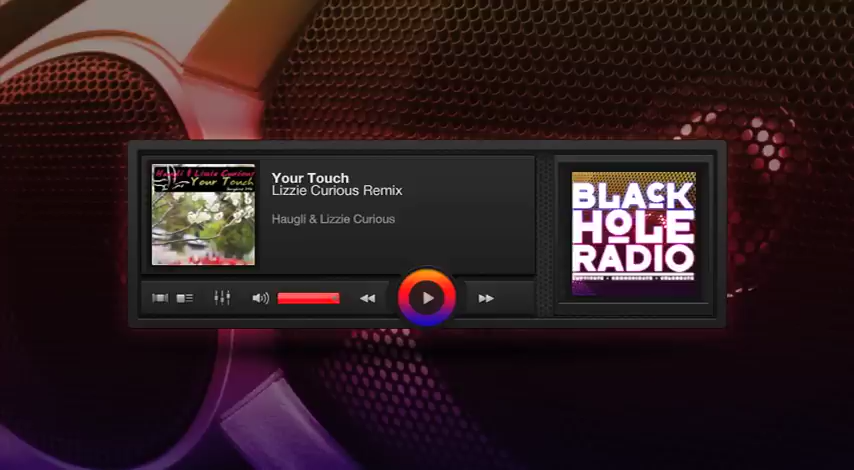 Haugli & Lizzie Curious
Your Touch
Your Touch
Lizzie Curious Remix
Haugli & Lizzie Curious
BLACK
HOLE
RADIO